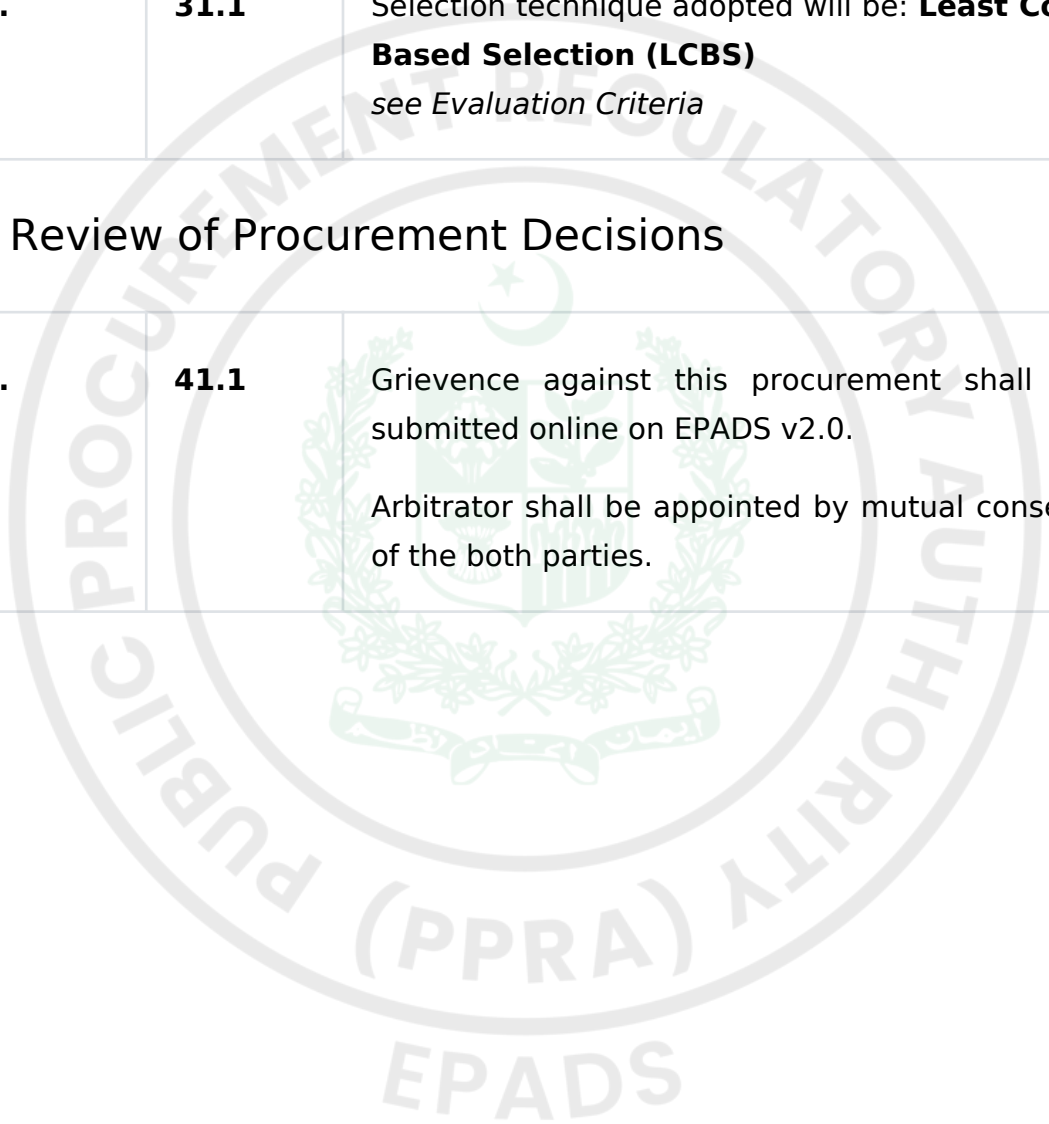 . 31.1 Selection technique adopted will be: Least Co
Based Selection (LCBS)
see Evaluation Criteria
Review of Procurement Decisions
. 41.1 Grievence against this procurement shall
submitted online on EPADS v2.0.
Arbitrator shall be appointed by mutual conse
of the both parties.
PUBLIC PROCUREMENT REGULATORY AUTHORITY
(PPRA)
EPADS